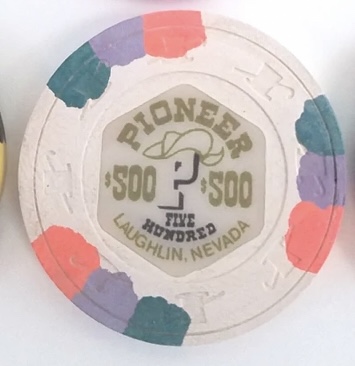 PIONEER
$500 P $500
FIVE
HUNDRED
LAUGHLIN, NEVADA